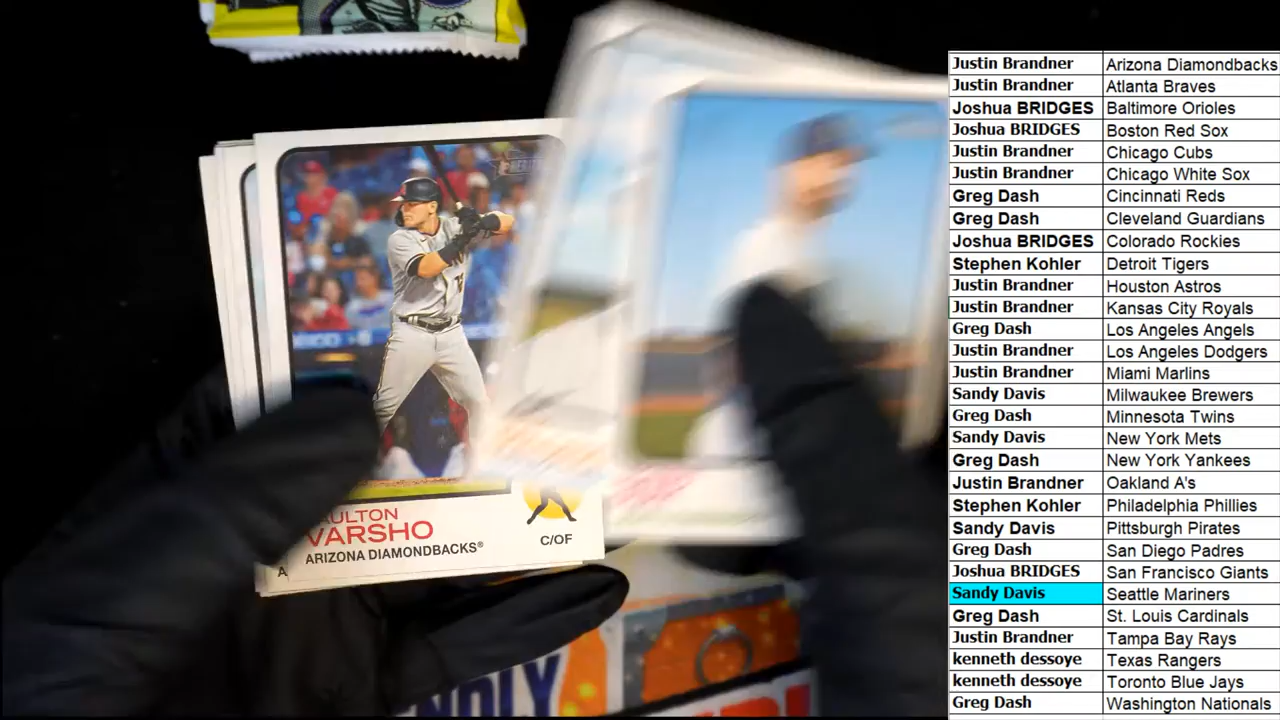 AULTON
VARSHO
ARIZONA DIAMONDBACKS®
C/OF
A
NDLY
Justin Brandner Arizona Diamondbacks
Justin Brandner Atlanta Braves
Joshua BRIDGES Baltimore Orioles
Joshua BRIDGES Boston Red Sox
Justin Brandner Chicago Cubs
Justin Brandner Chicago White Sox
Greg Dash Cincinnati Reds
Greg Dash Cleveland Guardians
Joshua BRIDGES Colorado Rockies
Stephen Kohler Detroit Tigers
Justin Brandner Houston Astros
Justin Brandner Kansas City Royals
Greg Dash Los Angeles Angels
Justin Brandner Los Angeles Dodgers
Justin Brandner Miami Marlins
Sandy Davis Milwaukee Brewers
Greg Dash Minnesota Twins
Sandy Davis New York Mets
Greg Dash New York Yankees
Justin Brandner Oakland A's
Stephen Kohler Philadelphia Phillies
Sandy Davis Pittsburgh Pirates
Greg Dash San Diego Padres
Joshua BRIDGES San Francisco Giants
Sandy Davis Seattle Mariners
Greg Dash St. Louis Cardinals
Justin Brandner Tampa Bay Rays
kenneth dessoye Texas Rangers
kenneth dessoye Toronto Blue Jays
Greg Dash Washington Nationals